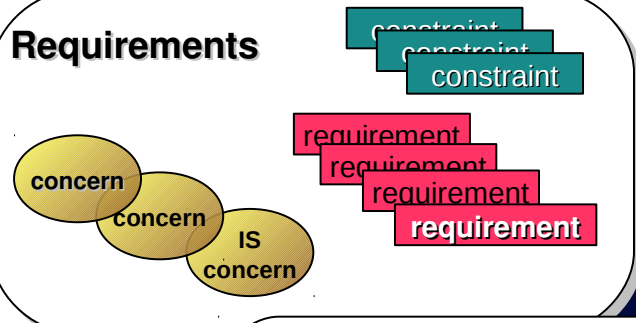 Requirements
constraint
constraint
constraint
requirement
requirement
requirement
requirement
concern
concern
IS
concern